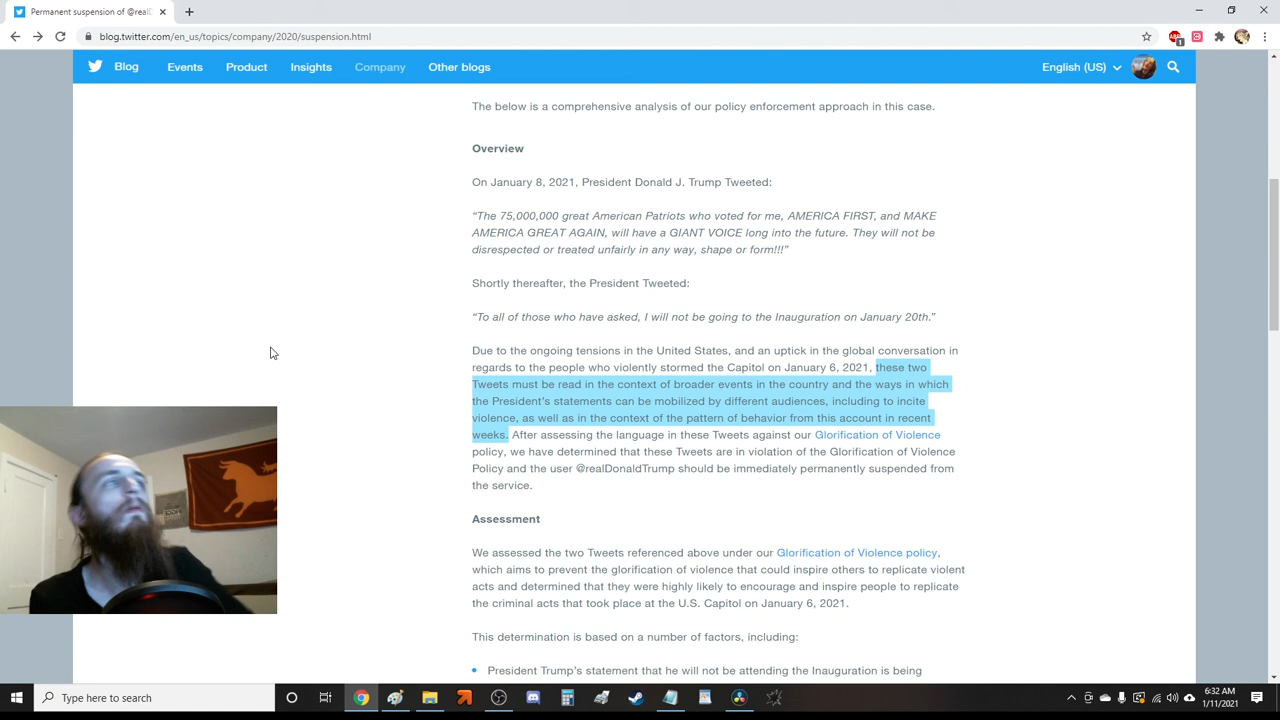 Permanent suspension of @realD
blog.twitter.com/en_us/topics/company/2020/suspension.html
1
Blog Events Product Insights Company Other blogs English (US)
The below is a comprehensive analysis of our policy enforcement approach in this case.
Overview
On January 8, 2021, President Donald J. Trump Tweeted:
“The 75,000,000 great American Patriots who voted for me, AMERICA FIRST, and MAKE
AMERICA GREAT AGAIN, will have a GIANT VOICE long into the future. They will not be
disrespected or treated unfairly in any way, shape or form!!!”
Shortly thereafter, the President Tweeted:
“To all of those who have asked, I will not be going to the Inauguration on January 20th.”
Due to the ongoing tensions in the United States, and an uptick in the global conversation in
regards to the people who violently stormed the Capitol on January 6, 2021, these two
Tweets must be read in the context of broader events in the country and the ways in which
the President’s statements can be mobilized by different audiences, including to incite
violence, as well as in the context of the pattern of behavior from this account in recent
weeks. After assessing the language in these Tweets against our Glorification of Violence
policy, we have determined that these Tweets are in violation of the Glorification of Violence
Policy and the user @realDonaldTrump should be immediately permanently suspended from
the service.
Assessment
We assessed the two Tweets referenced above under our Glorification of Violence policy,
which aims to prevent the glorification of violence that could inspire others to replicate violent
acts and determined that they were highly likely to encourage and inspire people to replicate
the criminal acts that took place at the U.S. Capitol on January 6, 2021.
This determination is based on a number of factors, including:
• President Trump’s statement that he will not be attending the Inauguration is being
Type here to search
6:32 AM
1/11/2021